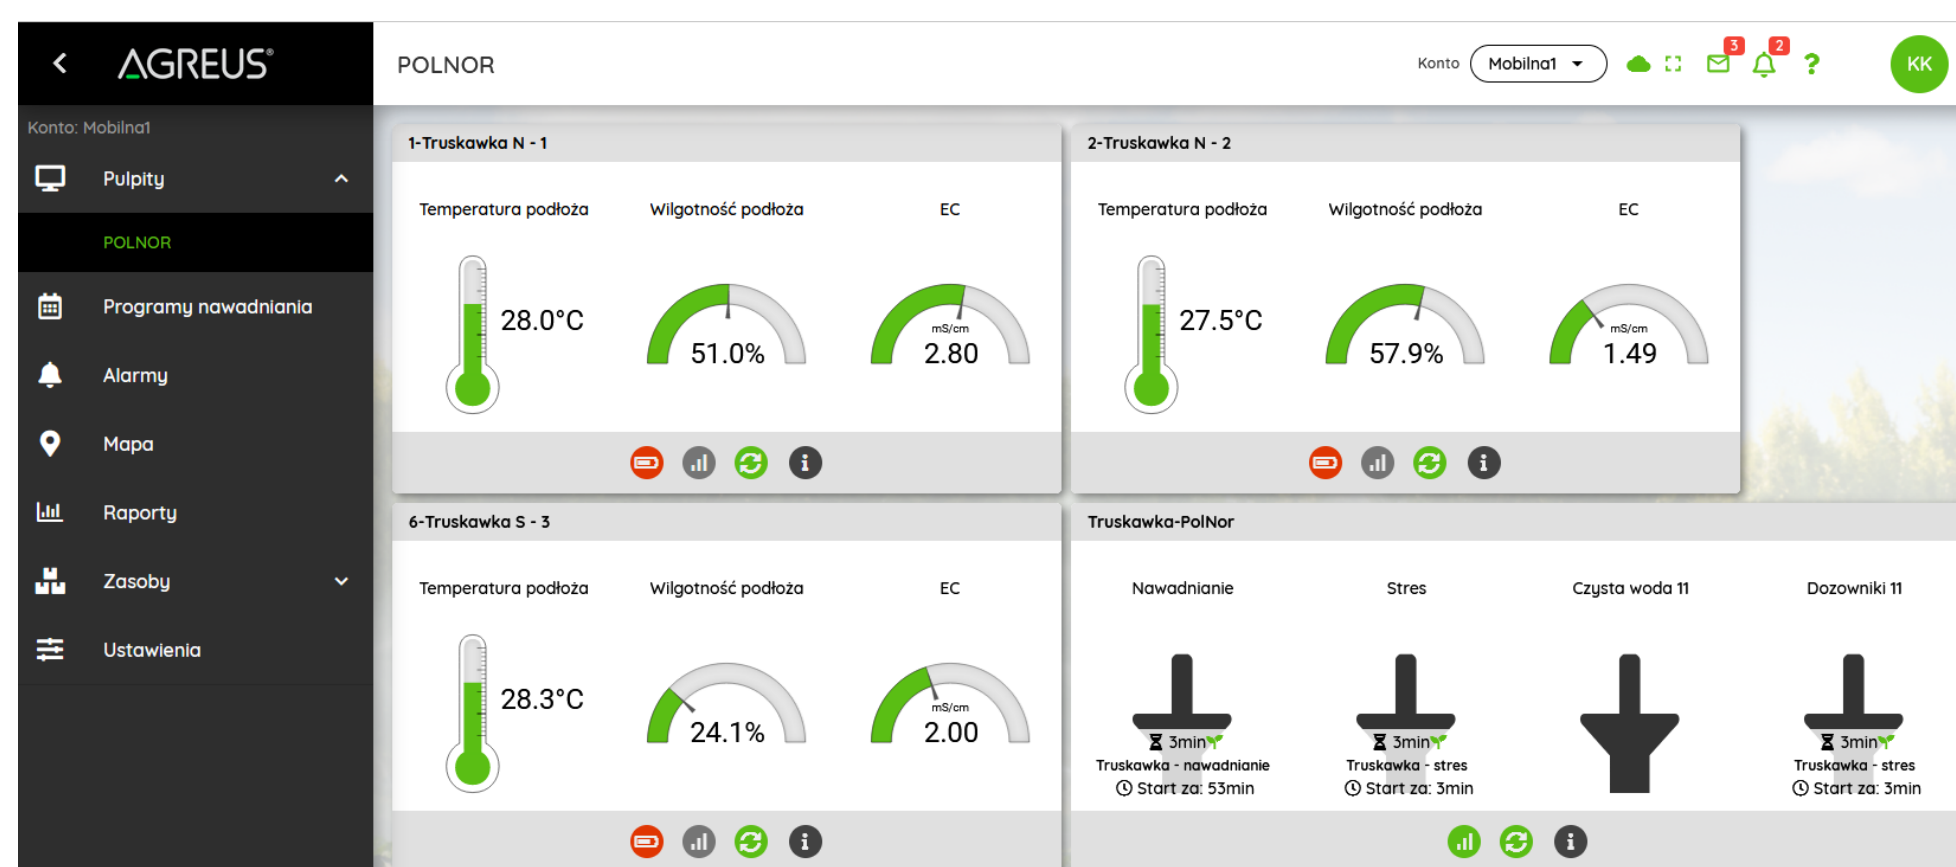 AGREUS®
POLNOR
Konto Mobilna1
3
2
?
KK
Konto: Mobilna1
Pulpity
POLNOR
Programy nawadniania
Alarmy
Mapa
Raporty
Zasoby
Ustawienia
1-Truskawka N - 1
Temperatura podłoża
Wilgotność podłoża
EC
28.0°C
51.0%
mS/cm
2.80
2-Truskawka N - 2
Temperatura podłoża
Wilgotność podłoża
EC
27.5°C
57.9%
mS/cm
1.49
6-Truskawka S - 3
Temperatura podłoża
Wilgotność podłoża
EC
28.3°C
24.1%
mS/cm
2.00
Truskawka-PolNor
Nawadnianie
3min
Truskawka - nawadnianie
Start za: 53min
Stres
3min
Truskawka - stres
Start za: 3min
Czysta woda 11
Dozowniki 11
3min
Truskawka - stres
Start za: 3min